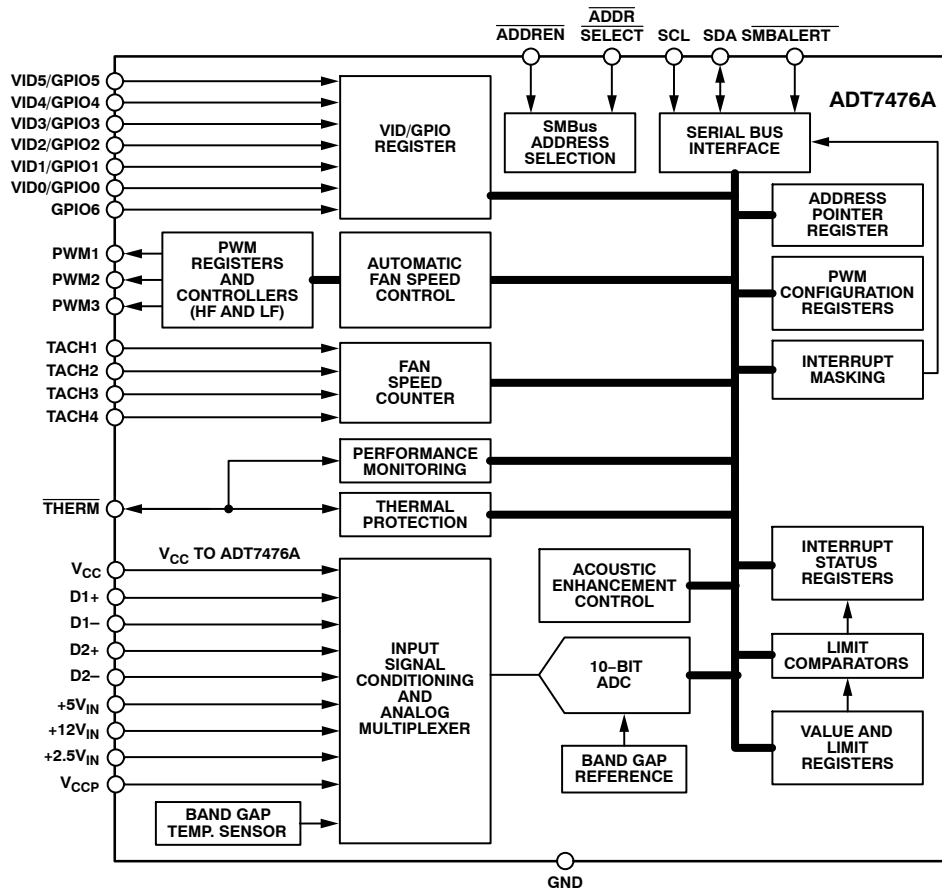 ADDREN
ADDR
SELECT
SCL
SDA
SMBALERT
ADT7476A
VID5/GPIO5
VID4/GPIO4
VID3/GPIO3
VID2/GPIO2
VID1/GPIO1
VID0/GPIO0
GPIO6
VID/GPIO
REGISTER
SMBus
ADDRESS
SELECTION
SERIAL BUS
INTERFACE
ADDRESS
POINTER
REGISTER
PWM1
PWM2
PWM3
PWM
REGISTERS
AND
CONTROLLERS
(HF AND LF)
AUTOMATIC
FAN SPEED
CONTROL
PWM
CONFIGURATION
REGISTERS
TACH1
TACH2
TACH3
TACH4
FAN
SPEED
COUNTER
INTERRUPT
MASKING
PERFORMANCE
MONITORING
THERM
THERMAL
PROTECTION
VCC TO ADT7476A
VCC
D1+
D1–
D2+
D2–
+5VIN
+12VIN
+2.5VIN
VCCP
INPUT
SIGNAL
CONDITIONING
AND
ANALOG
MULTIPLEXER
ACOUSTIC
ENHANCEMENT
CONTROL
INTERRUPT
STATUS
REGISTERS
10–BIT
ADC
LIMIT
COMPARATORS
BAND GAP
REFERENCE
VALUE AND
LIMIT
REGISTERS
BAND GAP
TEMP. SENSOR
GND